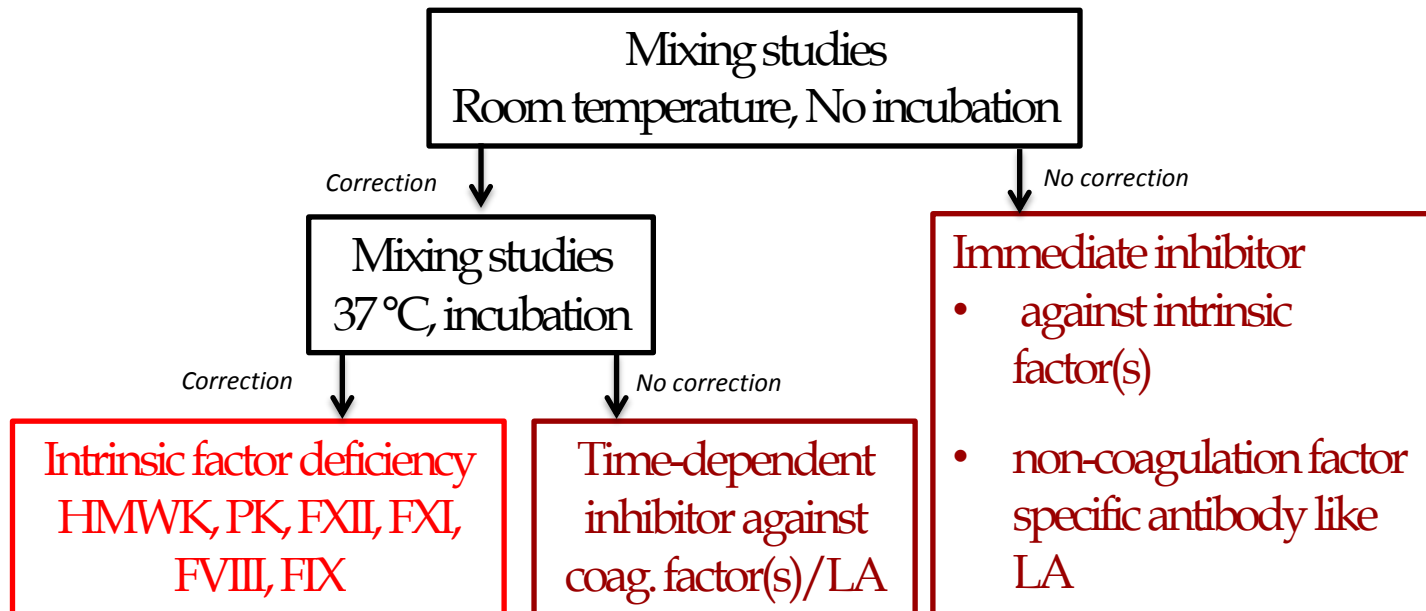 Mixing studies
Room temperature, No incubation
Correction
No correction
Mixing studies
37 °C, incubation
Immediate inhibitor
• against intrinsic
factor(s)
• non-coagulation factor
specific antibody like
LA
Correction
No correction
Intrinsic factor deficiency
HMWK, PK, FXII, FXI,
FVIII, FIX
Time-dependent
inhibitor against
coag. factor(s)/LA